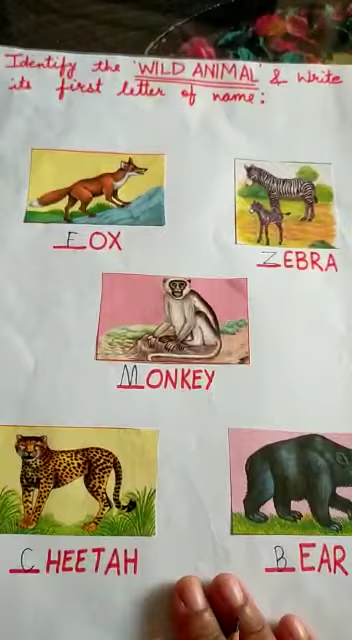 Identify the 'WILD ANIMAL' & Write
its first letter of name:
FOX
ZEBRA
MONKEY
CHEETAH
BEAR